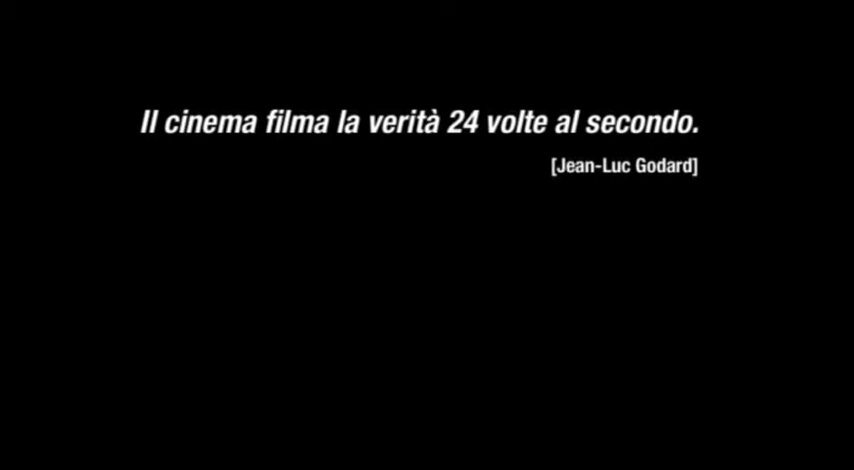 Il cinema filma la verità 24 volte al secondo.
[Jean-Luc Godard]